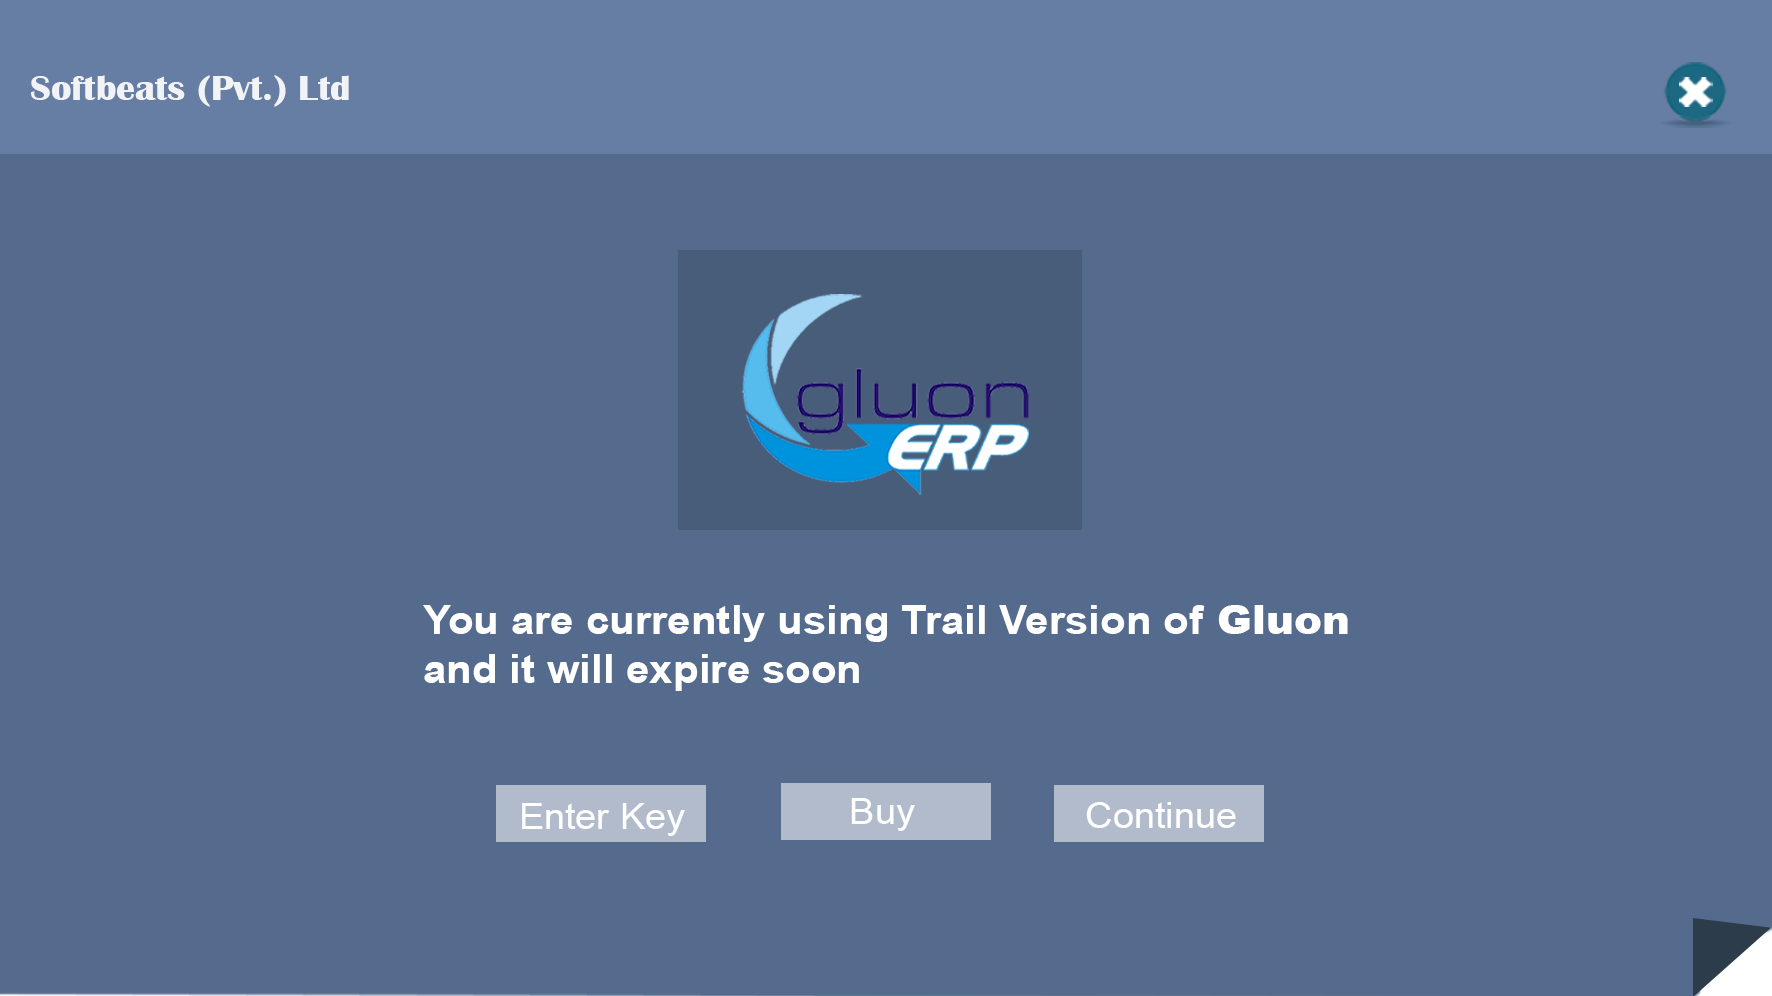 Softbeats (Pvt.) Ltd
gluon
ERP
You are currently using Trail Version of Gluon
and it will expire soon
Enter Key
Buy
Continue